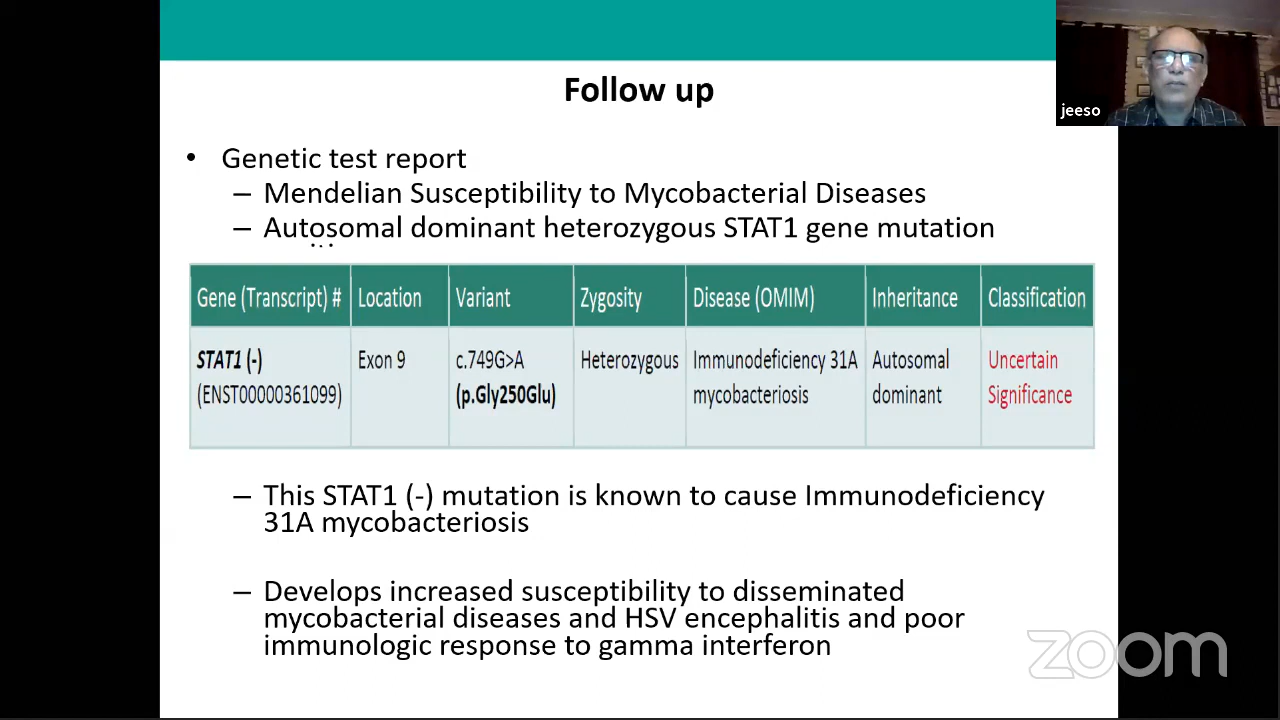 Follow up
jeeso
• Genetic test report
– Mendelian Susceptibility to Mycobacterial Diseases
– Autosomal dominant heterozygous STAT1 gene mutation
Gene (Transcript) # Location Variant Zygosity Disease (OMIM) Inheritance Classification
STAT1 (-) Exon 9 c.749G>A Heterozygous Immunodeficiency 31A Autosomal Uncertain
(ENST00000361099) (p.Gly250Glu) mycobacteriosis dominant Significance
– This STAT1 (-) mutation is known to cause Immunodeficiency
31A mycobacteriosis
– Develops increased susceptibility to disseminated
mycobacterial diseases and HSV encephalitis and poor
immunologic response to gamma interferon
zoom